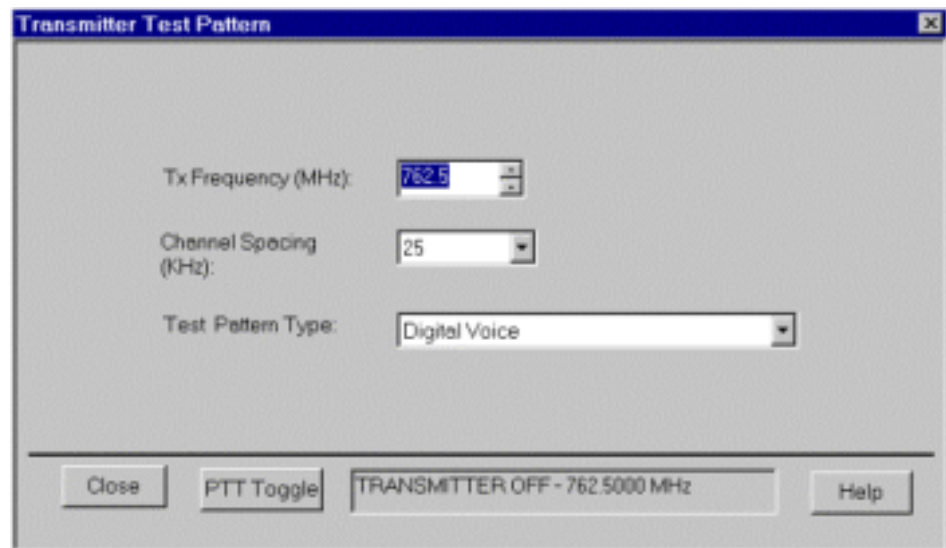 Transmitter Test Pattern
Tx Frequency (MHz):
762.5
Channel Spacing
(KHz):
25
Test Pattern Type:
Digital Voice
Close
PTT Toggle
TRANSMITTER OFF - 762.5000 MHz
Help